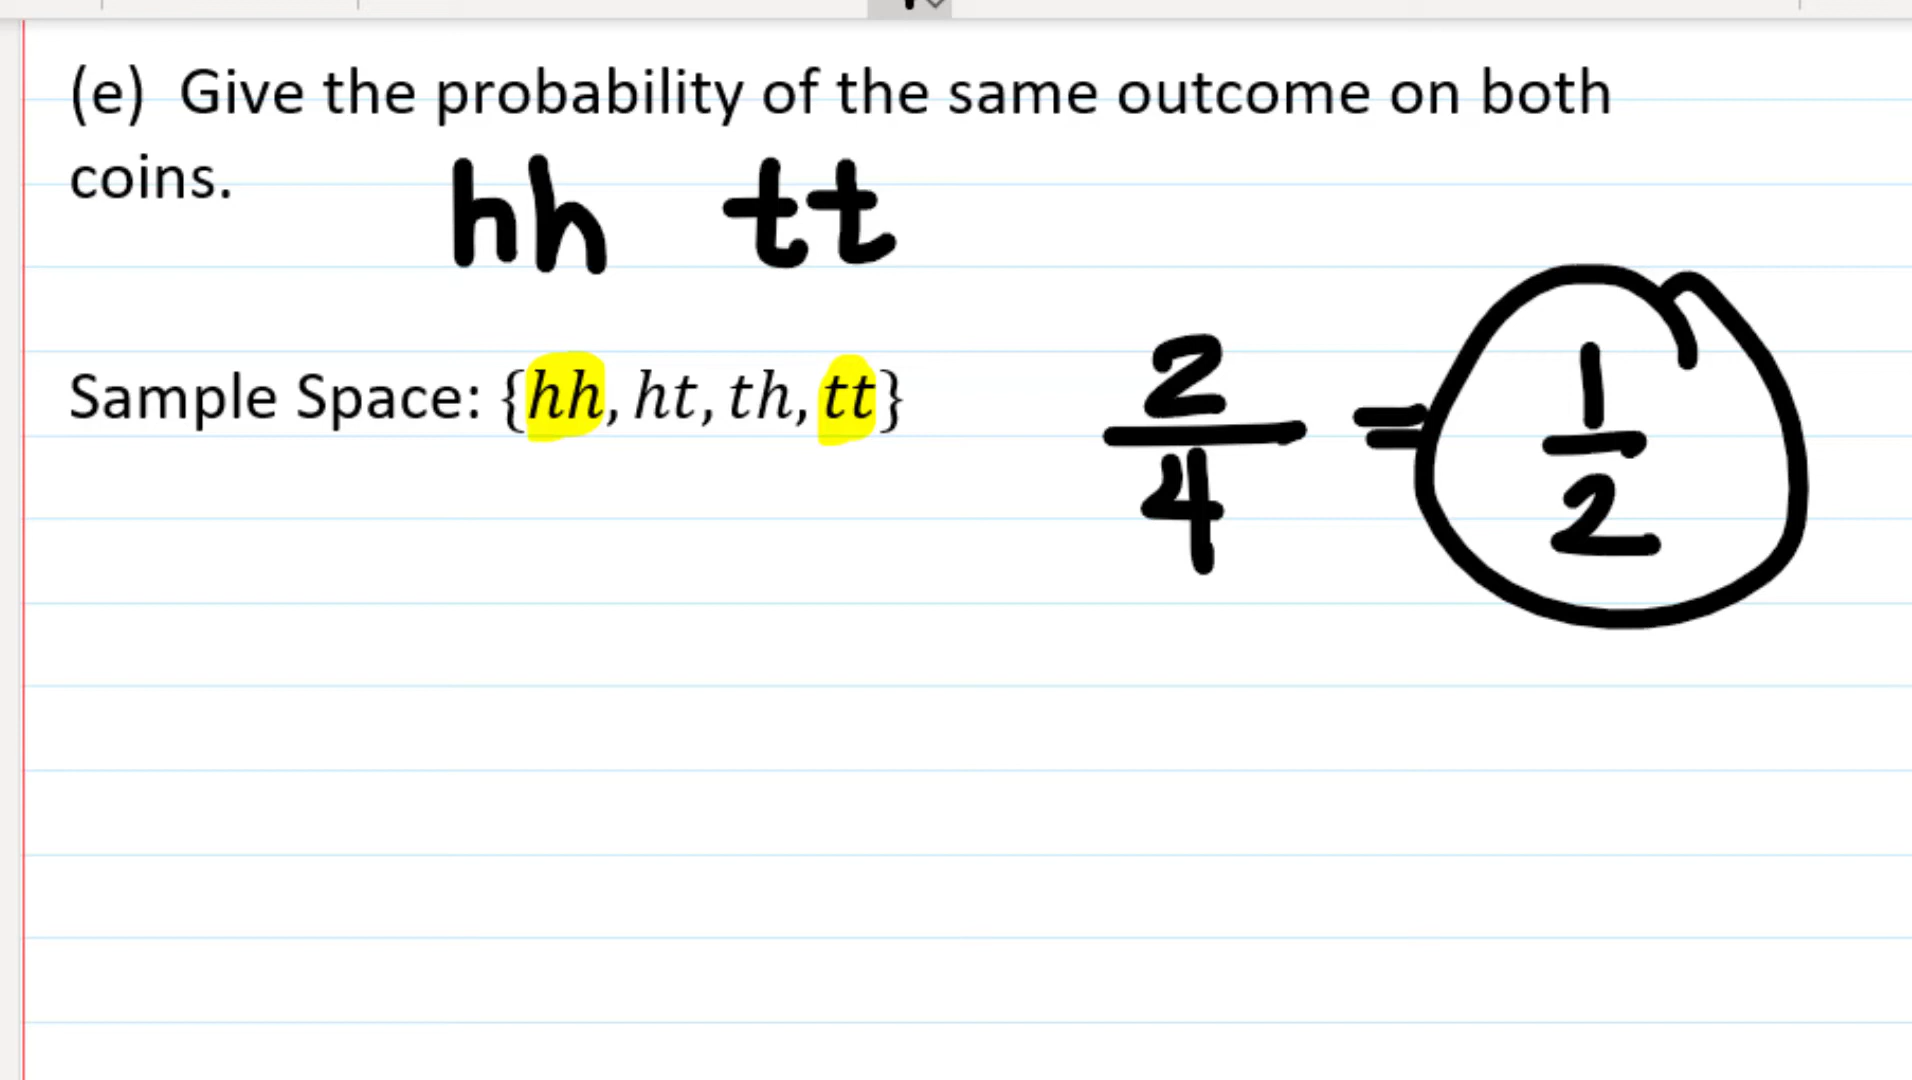 (e) Give the probability of the same outcome on both
coins.
hh tt
Sample Space: {hh, ht, th, tt}
2/4 = 1/2